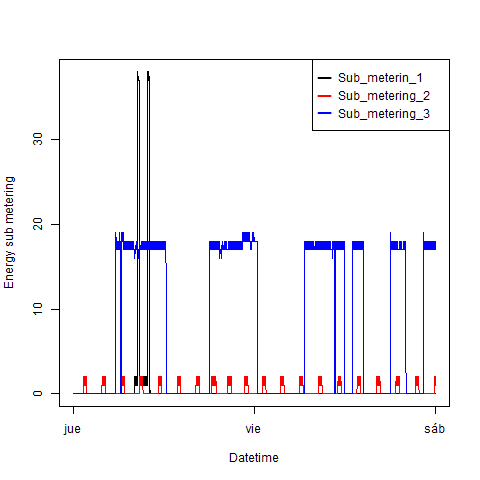 Sub_meterin_1
Sub_metering_2
Sub_metering_3
Energy sub metering
30
20
10
0
jue
vie
sáb
Datetime